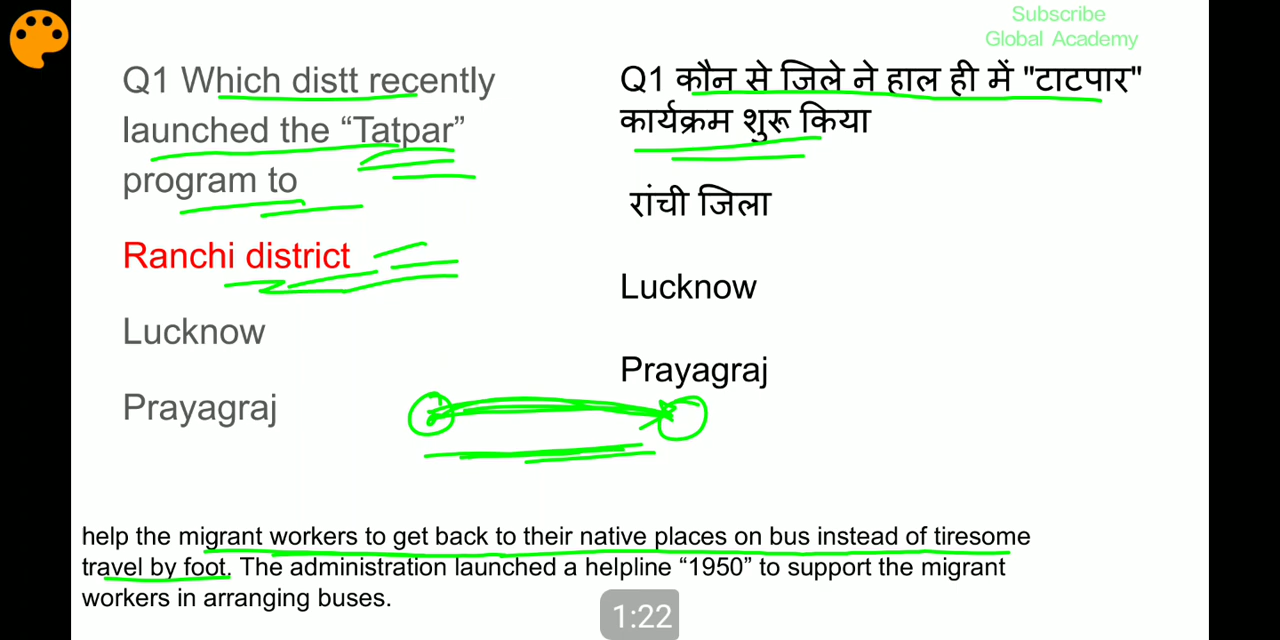 Subscribe
Global Academy
Q1 Which distt recently
launched the “Tatpar”
program to
Ranchi district
Lucknow
Prayagraj
Q1 कौन से जिले ने हाल ही में "टाटपार"
कार्यक्रम शुरू किया
रांची जिला
Lucknow
Prayagraj
help the migrant workers to get back to their native places on bus instead of tiresome
travel by foot. The administration launched a helpline “1950” to support the migrant
workers in arranging buses.
1:22